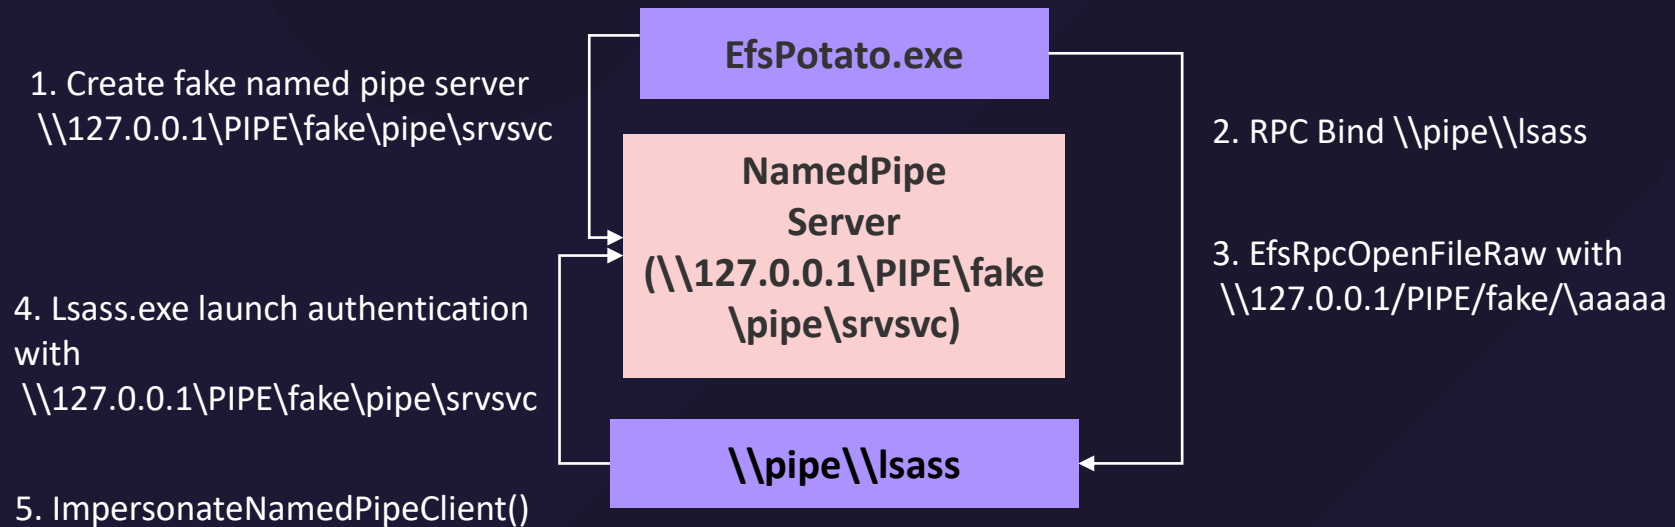 EfsPotato.exe
1. Create fake named pipe server
\\127.0.0.1\PIPE\fake\pipe\srvsvc
2. RPC Bind \\pipe\\lsass
NamedPipe
Server
(\\127.0.0.1\PIPE\fake
\pipe\srvsvc)
3. EfsRpcOpenFileRaw with
\\127.0.0.1/PIPE/fake/\aaaaa
4. Lsass.exe launch authentication
with
\\127.0.0.1\PIPE\fake\pipe\srvsvc
\\pipe\\lsass
5. ImpersonateNamedPipeClient()